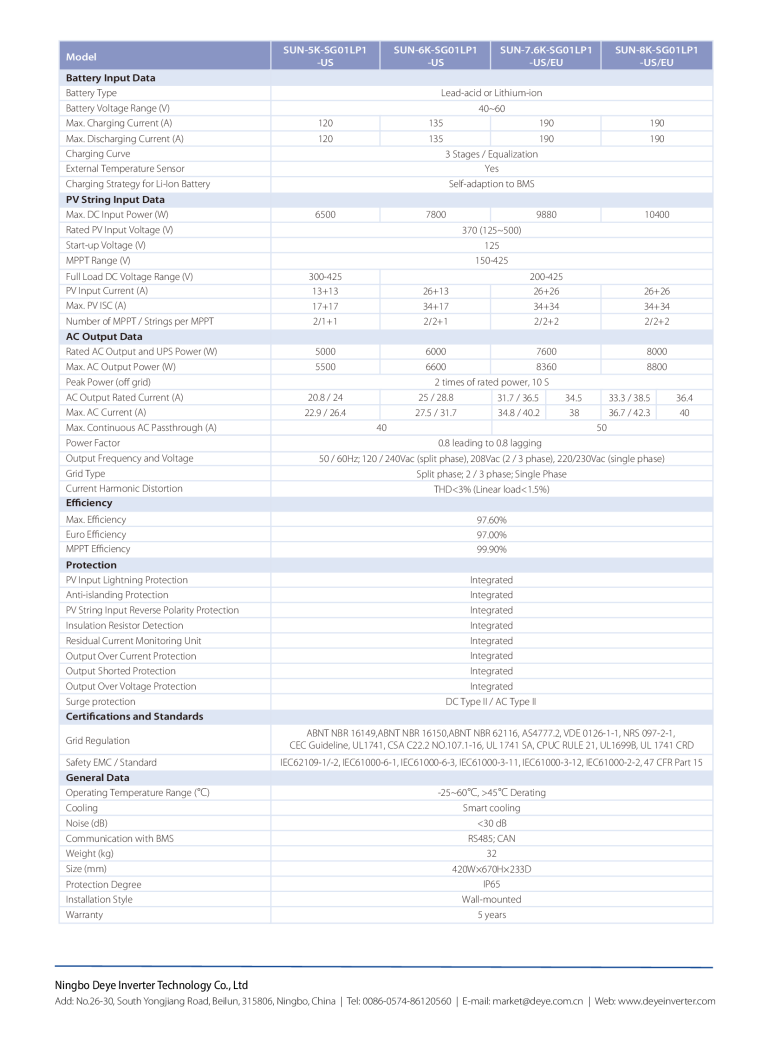 Model SUN-5K-SG01LP1 -US SUN-6K-SG01LP1 -US SUN-7.6K-SG01LP1 -US/EU SUN-8K-SG01LP1 -US/EU
Battery Input Data
Battery Type Lead-acid or Lithium-ion
Battery Voltage Range (V) 40~60
Max. Charging Current (A) 120 135 190 190
Max. Discharging Current (A) 120 135 190 190
Charging Curve 3 Stages / Equalization
External Temperature Sensor Yes
Charging Strategy for Li-Ion Battery Self-adaption to BMS
PV String Input Data
Max. DC Input Power (W) 6500 7800 9880 10400
Rated PV Input Voltage (V) 370 (125~500)
Start-up Voltage (V) 125
MPPT Range (V) 150-425
Full Load DC Voltage Range (V) 300-425 200-425
PV Input Current (A) 13+13 26+13 26+26 26+26
Max. PV ISC (A) 17+17 34+17 34+34 34+34
Number of MPPT / Strings per MPPT 2/1+1 2/2+1 2/2+2 2/2+2
AC Output Data
Rated AC Output and UPS Power (W) 5000 6000 7600 8000
Max. AC Output Power (W) 5500 6600 8360 8800
Peak Power (off grid) 2 times of rated power, 10 S
AC Output Rated Current (A) 20.8 / 24 25 / 28.8 31.7 / 36.5 34.5 33.3 / 38.5 36.4
Max. AC Current (A) 22.9 / 26.4 27.5 / 31.7 34.8 / 40.2 38 36.7 / 42.3 40
Max. Continuous AC Passthrough (A) 40 50
Power Factor 0.8 leading to 0.8 lagging
Output Frequency and Voltage 50 / 60Hz; 120 / 240Vac (split phase), 208Vac (2 / 3 phase), 220/230Vac (single phase)
Grid Type Split phase; 2 / 3 phase; Single Phase
Current Harmonic Distortion THD<3% (Linear load<1.5%)
Efficiency
Max. Efficiency 97.60%
Euro Efficiency 97.00%
MPPT Efficiency 99.90%
Protection
PV Input Lightning Protection Integrated
Anti-islanding Protection Integrated
PV String Input Reverse Polarity Protection Integrated
Insulation Resistor Detection Integrated
Residual Current Monitoring Unit Integrated
Output Over Current Protection Integrated
Output Shorted Protection Integrated
Output Over Voltage Protection Integrated
Surge protection DC Type II / AC Type II
Certifications and Standards
Grid Regulation ABNT NBR 16149,ABNT NBR 16150,ABNT NBR 62116, AS4777.2, VDE 0126-1-1, NRS 097-2-1,
CEC Guideline, UL1741, CSA C22.2 NO.107.1-16, UL 1741 SA, CPUC RULE 21, UL1699B, UL 1741 CRD
Safety EMC / Standard IEC62109-1/-2, IEC61000-6-1, IEC61000-6-3, IEC61000-3-11, IEC61000-3-12, IEC61000-2-2, 47 CFR Part 15
General Data
Operating Temperature Range (℃) -25~60℃, >45℃ Derating
Cooling Smart cooling
Noise (dB) <30 dB
Communication with BMS RS485; CAN
Weight (kg) 32
Size (mm) 420W×670H×233D
Protection Degree IP65
Installation Style Wall-mounted
Warranty 5 years
Ningbo Deye Inverter Technology Co., Ltd
Add: No.26-30, South Yongjiang Road, Beilun, 315806, Ningbo, China | Tel: 0086-0574-86120560 | E-mail: market@deye.com.cn | Web: www.deyeinverter.com